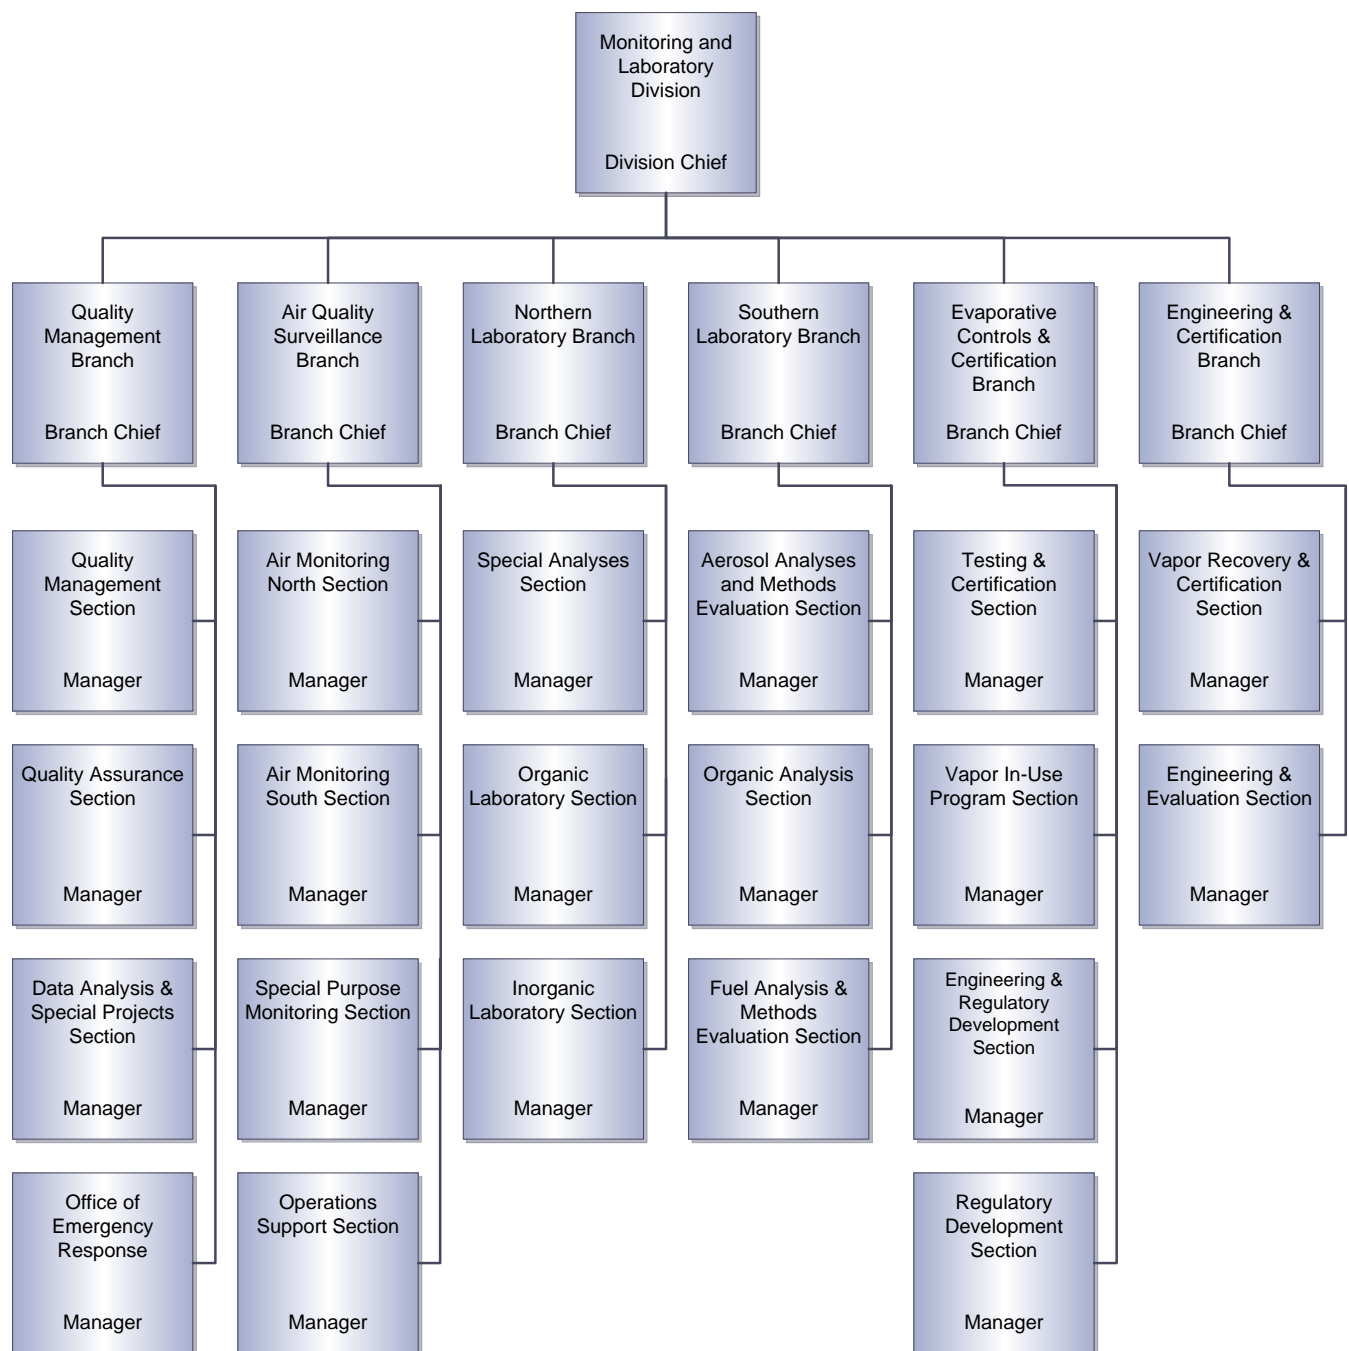 Monitoring and
Laboratory
Division
Division Chief
Quality
Management
Branch
Branch Chief
Air Quality
Surveillance
Branch
Branch Chief
Northern
Laboratory Branch
Branch Chief
Southern
Laboratory Branch
Branch Chief
Evaporative
Controls &
Certification
Branch
Branch Chief
Engineering &
Certification
Branch
Branch Chief
Quality
Management
Section
Manager
Air Monitoring
North Section
Manager
Special Analyses
Section
Manager
Aerosol Analyses
and Methods
Evaluation Section
Manager
Testing &
Certification
Section
Manager
Vapor Recovery &
Certification
Section
Manager
Quality Assurance
Section
Manager
Air Monitoring
South Section
Manager
Organic
Laboratory Section
Manager
Organic Analysis
Section
Manager
Vapor In-Use
Program Section
Manager
Engineering &
Evaluation Section
Manager
Data Analysis &
Special Projects
Section
Manager
Special Purpose
Monitoring Section
Manager
Inorganic
Laboratory Section
Manager
Fuel Analysis &
Methods
Evaluation Section
Manager
Engineering &
Regulatory
Development
Section
Manager
Office of
Emergency
Response
Manager
Operations
Support Section
Manager
Regulatory
Development
Section
Manager